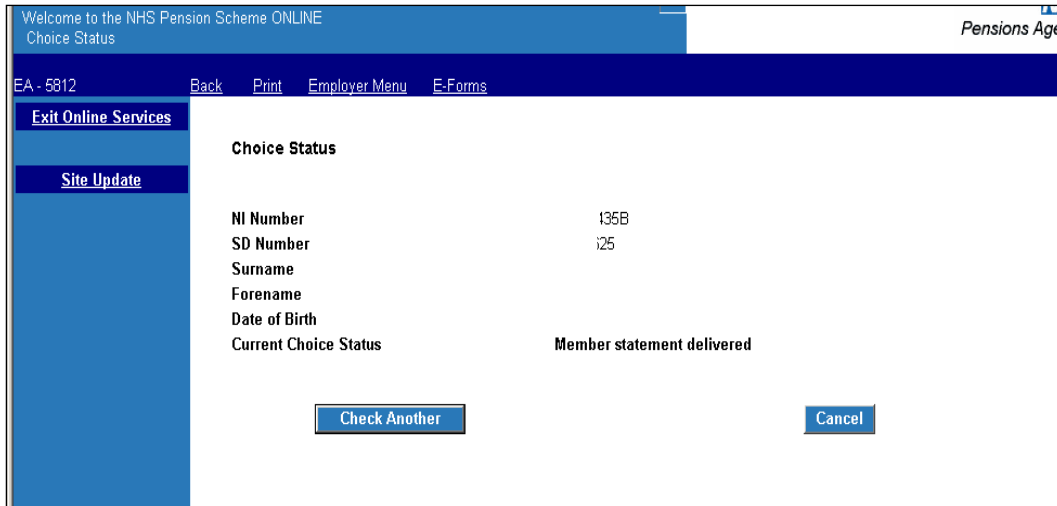 Welcome to the NHS Pension Scheme ONLINE
Choice Status
Pensions Age
EA - 5812 Back Print Employer Menu E-Forms
Exit Online Services
Site Update
Choice Status
NI Number 435B
SD Number 625
Surname
Forename
Date of Birth
Current Choice Status Member statement delivered
Check Another Cancel